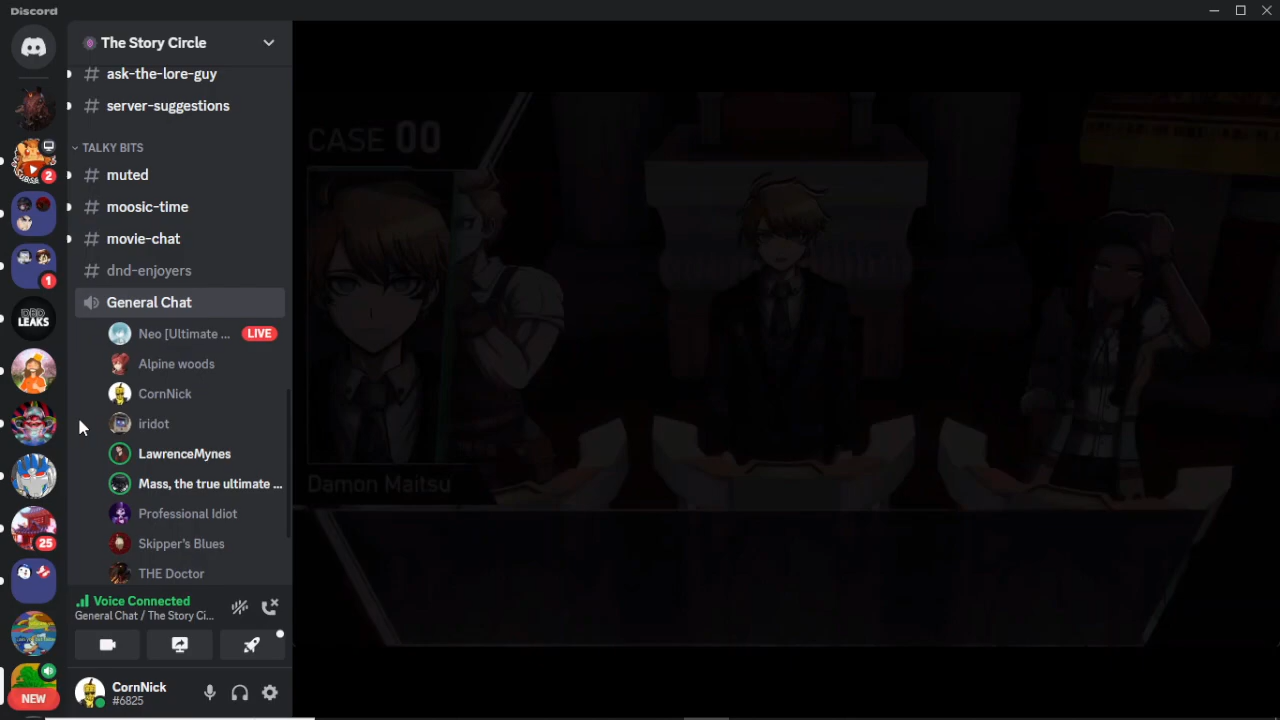 Discord
The Story Circle
# ask-the-lore-guy
# server-suggestions
TALKY BITS
# muted
# moosic-time
# movie-chat
# dnd-enjoyers
General Chat
Neo [Ultimate ... LIVE
Alpine woods
CornNick
iridot
LawrenceMynes
Mass, the true ultimate ...
Professional Idiot
Skipper's Blues
THE Doctor
Voice Connected
General Chat / The Story Ci...
CornNick
#6825
2
1
DBD
LEAKS
25
NEW
CASE 00
Damon Maitsu